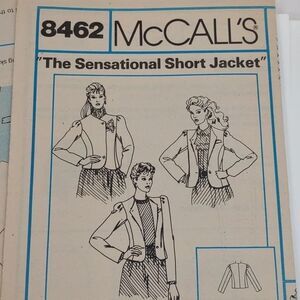 8462 McCALL'S®
"The Sensational Short Jacket"